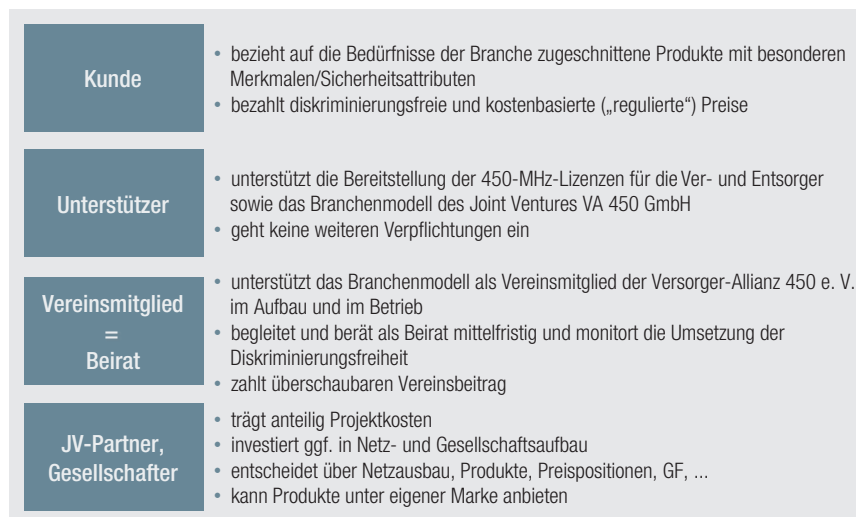 Kunde
• bezieht auf die Bedürfnisse der Branche zugeschnittene Produkte mit besonderen
Merkmalen/Sicherheitsattributen
• bezahlt diskriminierungsfreie und kostenbasierte („regulierte“) Preise
Unterstützer
• unterstützt die Bereitstellung der 450-MHz-Lizenzen für die Ver- und Entsorger
sowie das Branchenmodell des Joint Ventures VA 450 GmbH
• geht keine weiteren Verpflichtungen ein
Vereinsmitglied
=
Beirat
• unterstützt das Branchenmodell als Vereinsmitglied der Versorger-Allianz 450 e. V.
im Aufbau und im Betrieb
• begleitet und berät als Beirat mittelfristig und monitort die Umsetzung der
Diskriminierungsfreiheit
• zahlt überschaubaren Vereinsbeitrag
JV-Partner,
Gesellschafter
• trägt anteilig Projektkosten
• investiert ggf. in Netz- und Gesellschaftsaufbau
• entscheidet über Netzausbau, Produkte, Preispositionen, GF, ...
• kann Produkte unter eigener Marke anbieten